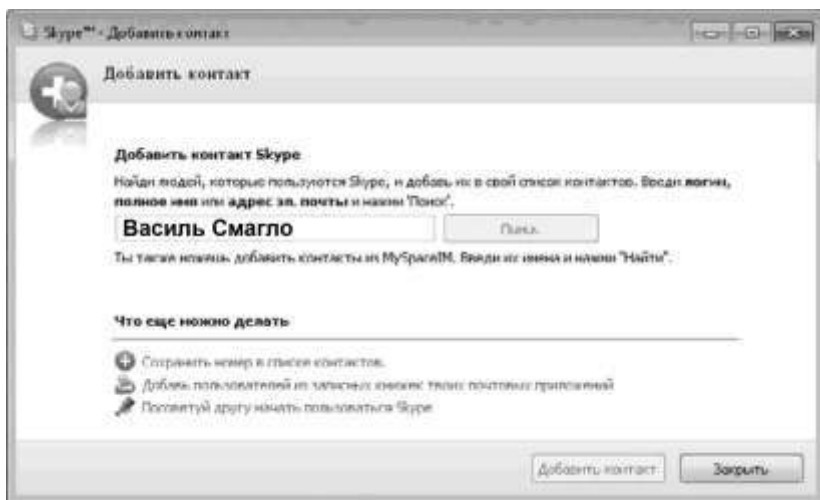 Skype™ - Добавить контакт
Добавить контакт
Добавить контакт Skype
Найди людей, которые пользуются Skype, и добавь их в свой список контактов. Введи логин,
полное имя или адрес эл. почты и нажми 'Поиск'.
Василь Смагло
Поиск
Ты также можешь добавить контакты из MySpaceIM. Введи их имена и нажми "Найти".
Что еще можно делать
Сохранить номер в списке контактов.
Добавь пользователей из записных книжек твоих почтовых приложений
Посоветуй другу начать пользоваться Skype
Добавить контакт
Закрыть